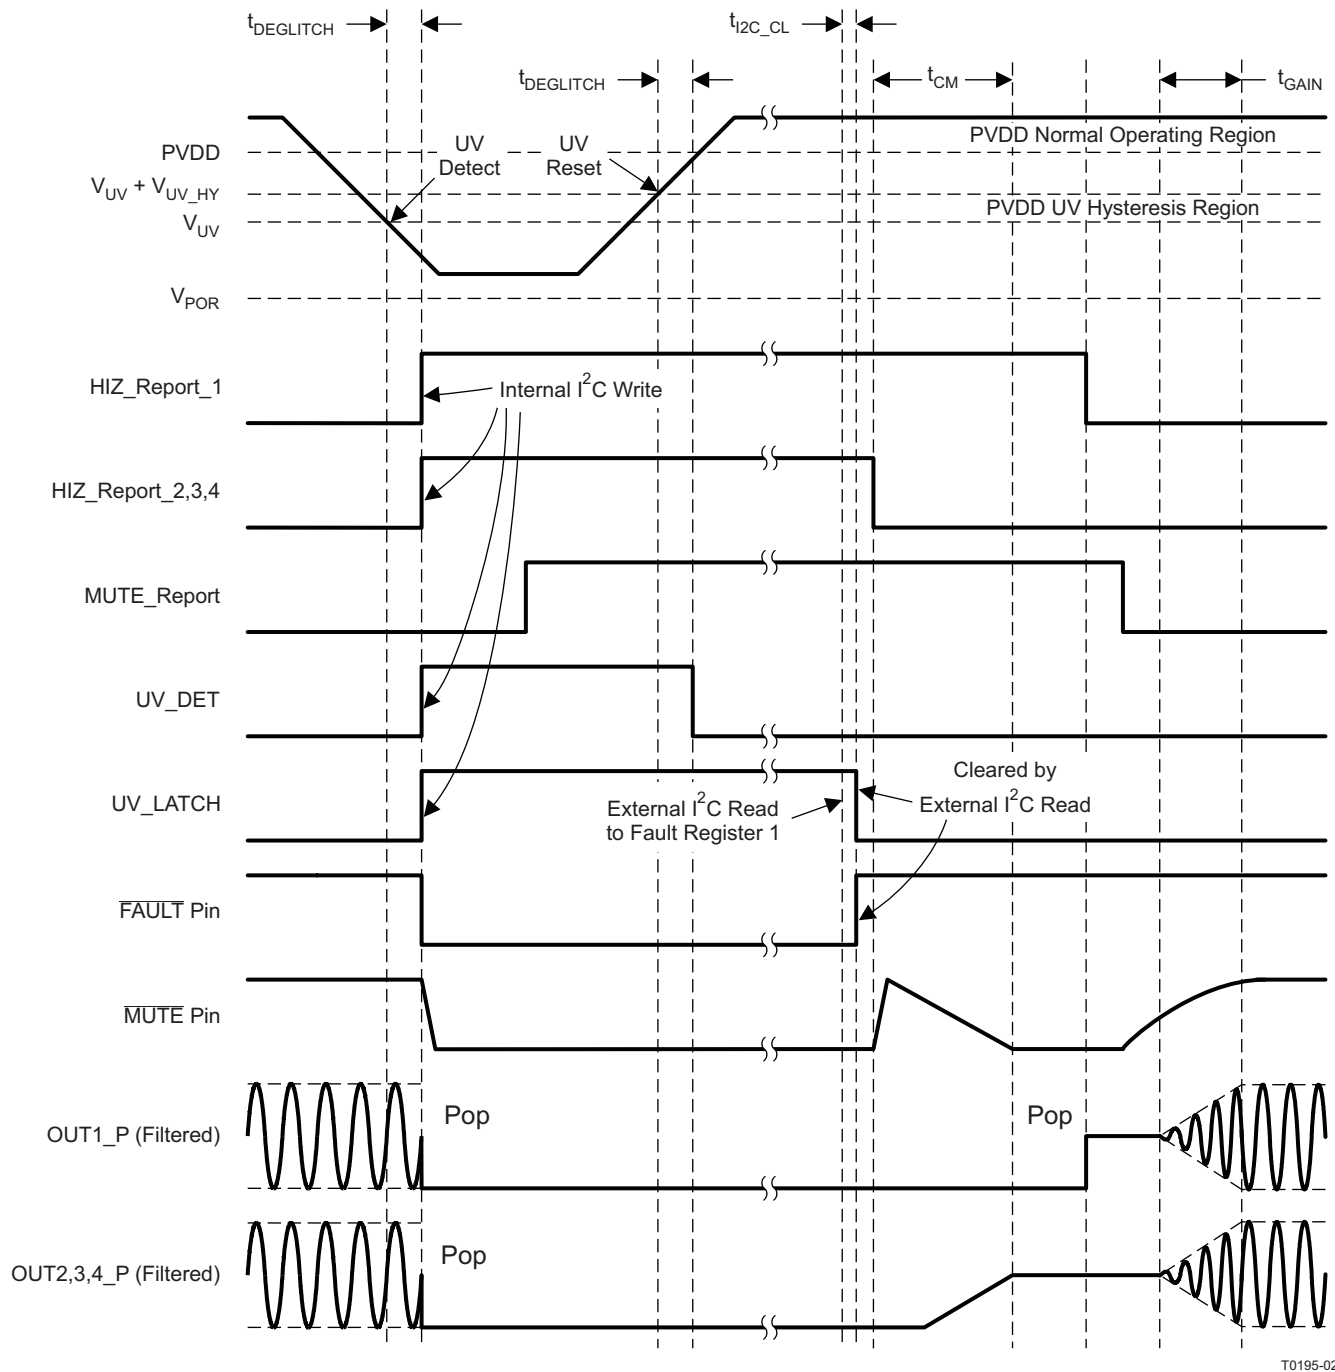 tDEGLITCH
tI2C_CL
tDEGLITCH
tCM
tGAIN
PVDD Normal Operating Region
PVDD
UV
Detect
UV
Reset
VUV + VUV_HY
PVDD UV Hysteresis Region
VUV
VPOR
HIZ_Report_1
Internal I2C Write
HIZ_Report_2,3,4
MUTE_Report
UV_DET
UV_LATCH
External I2C Read
to Fault Register 1
Cleared by
External I2C Read
FAULT Pin
MUTE Pin
Pop
Pop
OUT1_P (Filtered)
Pop
OUT2,3,4_P (Filtered)
T0195-02